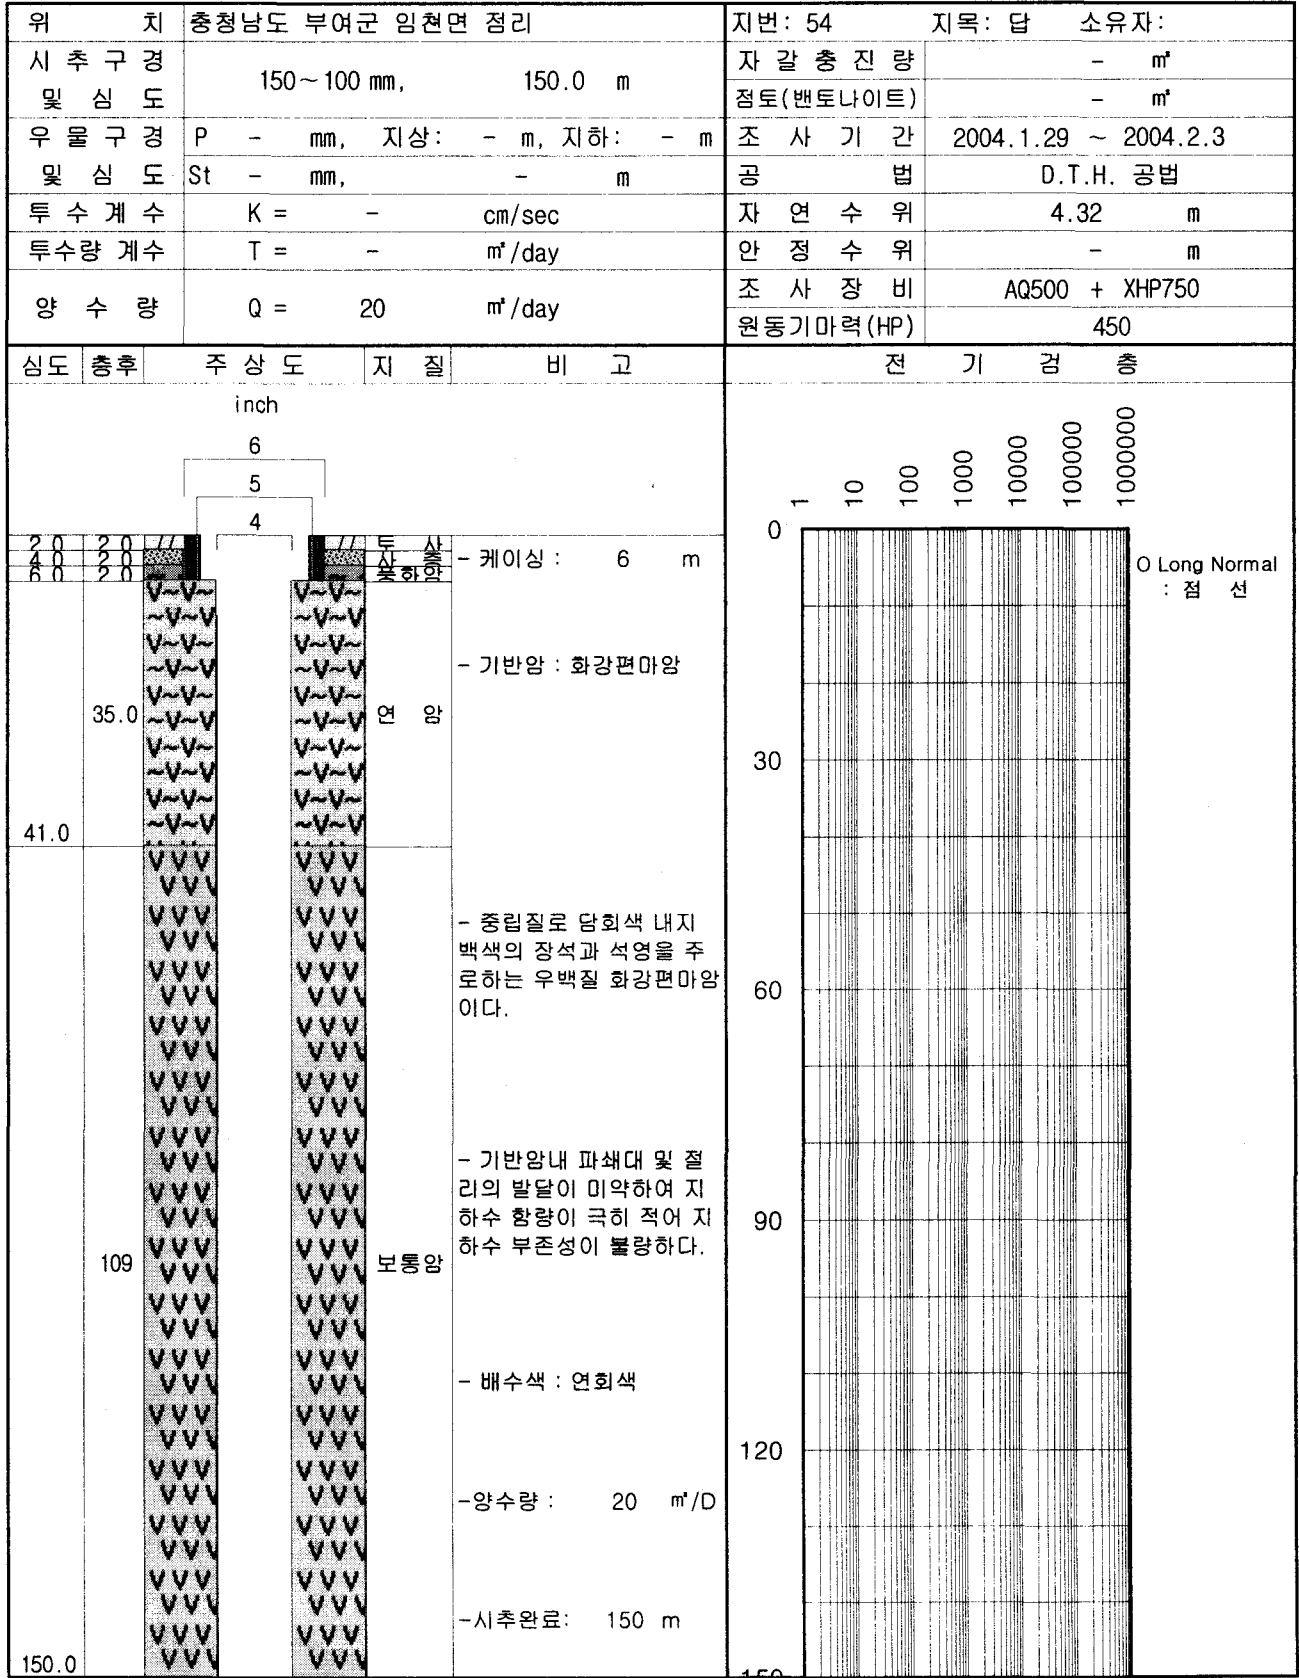 위 치 충청남도 부여군 임천면 점리 지번: 54 지목: 답 소유자:
시 추 구 경 및 심 도 150~100 mm, 150.0 m
자 갈 충 진 량 - ㎥
점토(밴토나이트) - ㎥
우 물 구 경 P - mm, 지상: - m, 지하: - m
조 사 기 간 2004.1.29 ~ 2004.2.3
및 심 도 St - mm, - m
공 법 D.T.H. 공법
투 수 계 수 K = - cm/sec
자 연 수 위 4.32 m
투수량 계수 T = - ㎡/day
안 정 수 위 - m
양 수 량 Q = 20 ㎥/day
조 사 장 비 AQ500 + XHP750
원동기마력(HP) 450
심도 층후 주 상 도 지 질 비 고 전 기 검 층
inch
6
5
4
2.0 2.0 토 사
4.0 2.0 사 층
6.0 2.0 풍화암
- 케이싱 : 6 m
- 기반암 : 화강편마암
35.0 연 암
41.0
- 중립질로 담회색 내지
백색의 장석과 석영을 주
로하는 우백질 화강편마암
이다.
- 기반암내 파쇄대 및 절
리의 발달이 미약하여 지
하수 함량이 극히 적어 지
하수 부존성이 불량하다.
109 보통암
- 배수색 : 연회색
-양수량 : 20 ㎥/D
-시추완료: 150 m
150.0
1 10 100 1000 10000 100000 1000000
0
30
60
90
120
150
O Long Normal
: 점 선